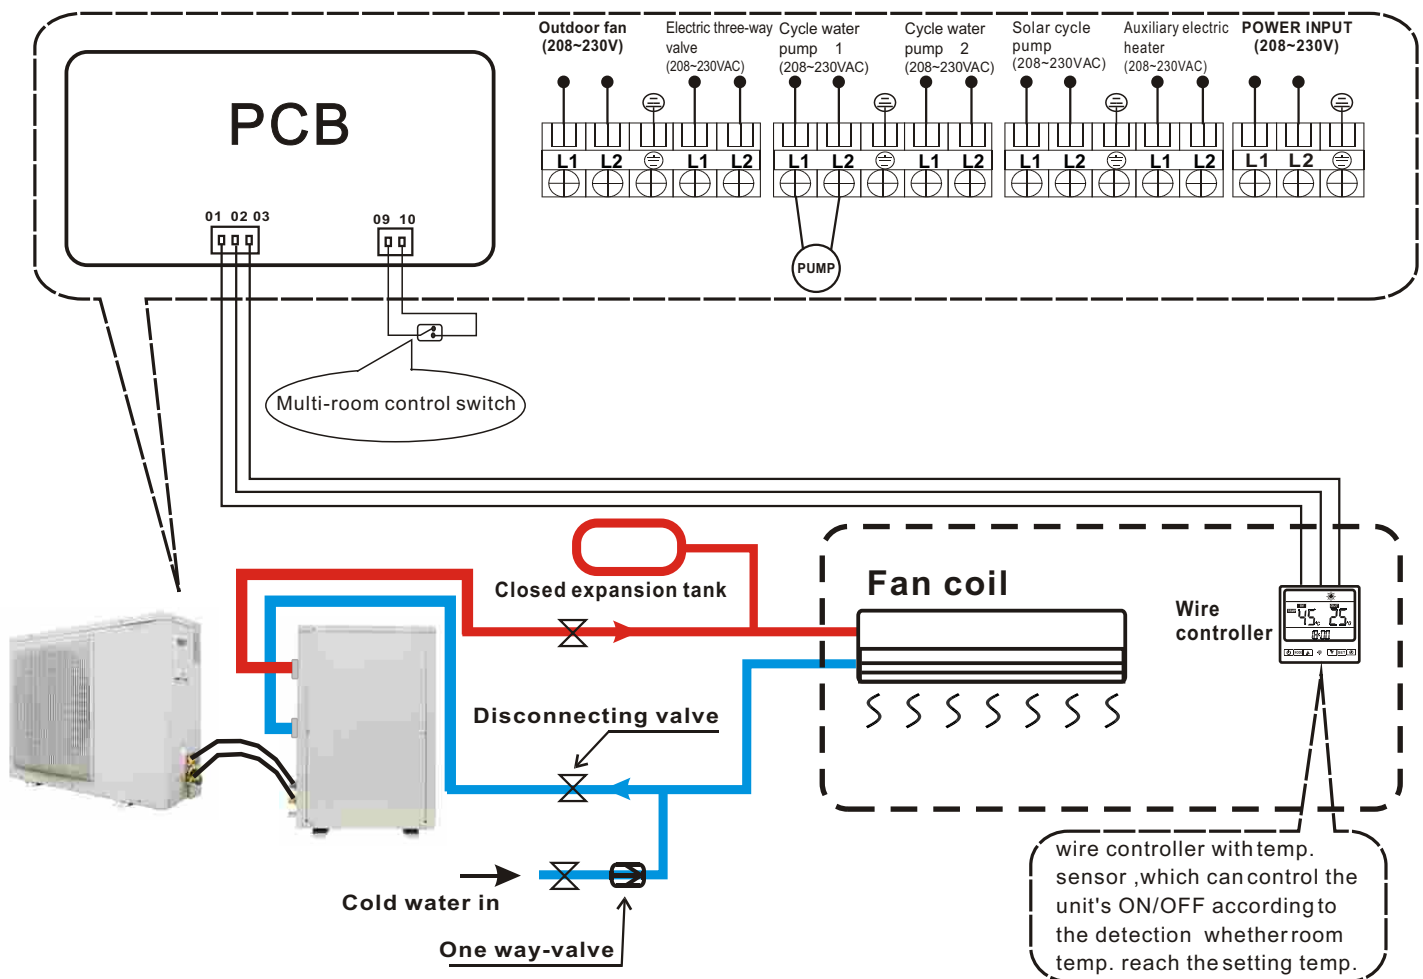 PCB
01 02 03
09 10
Outdoor fan
(208~230V)
Electric three-way
valve
(208~230VAC)
Cycle water
pump 1
(208~230VAC)
Cycle water
pump 2
(208~230VAC)
Solar cycle
pump
(208~230VAC)
Auxiliary electric
heater
(208~230VAC)
POWER INPUT
(208~230V)
L1 L2 L1 L2
L1 L2 L1 L2
L1 L2 L1 L2
L1 L2
PUMP
Multi-room control switch
Closed expansion tank
Fan coil
Wire
controller
45°C 25°C
Disconnecting valve
Cold water in
One way-valve
wire controller with temp.
sensor ,which can control the
unit's ON/OFF according to
the detection whether room
temp. reach the setting temp.